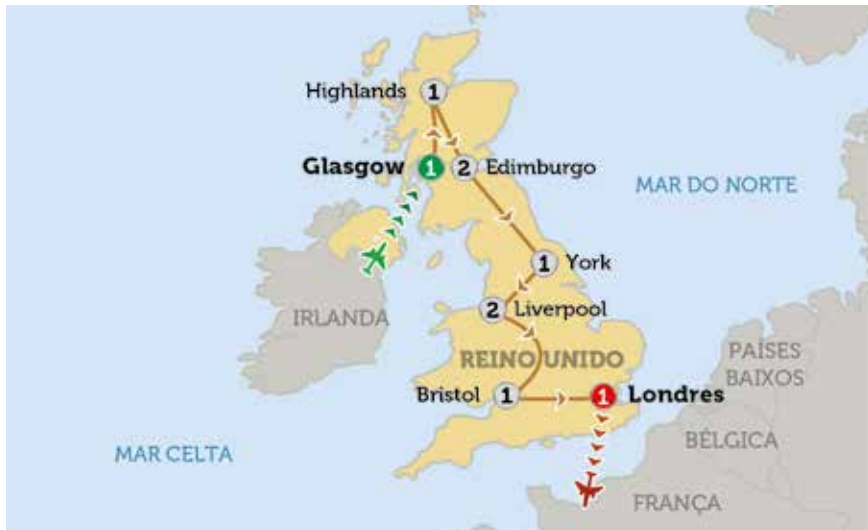 Highlands 1
Glasgow 1
2 Edimburgo
MAR DO NORTE
1 York
IRLANDA
2 Liverpool
REINO UNIDO
PAÍSES
BAIXOS
Bristol 1
1 Londres
BÉLGICA
MAR CELTA
FRANÇA